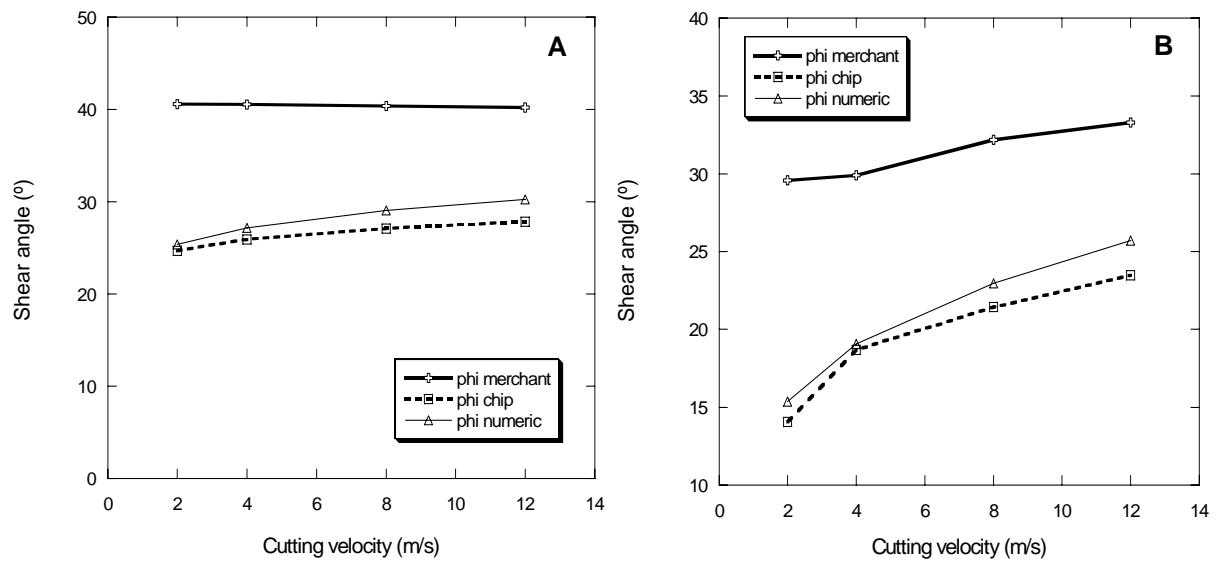 50
40
30
20
10
0
Shear angle (º)
A
phi merchant
phi chip
phi numeric
0 2 4 6 8 10 12 14
Cutting velocity (m/s)
40
35
30
25
20
15
10
Shear angle (º)
phi merchant
phi chip
phi numeric
B
0 2 4 6 8 10 12 14
Cutting velocity (m/s)